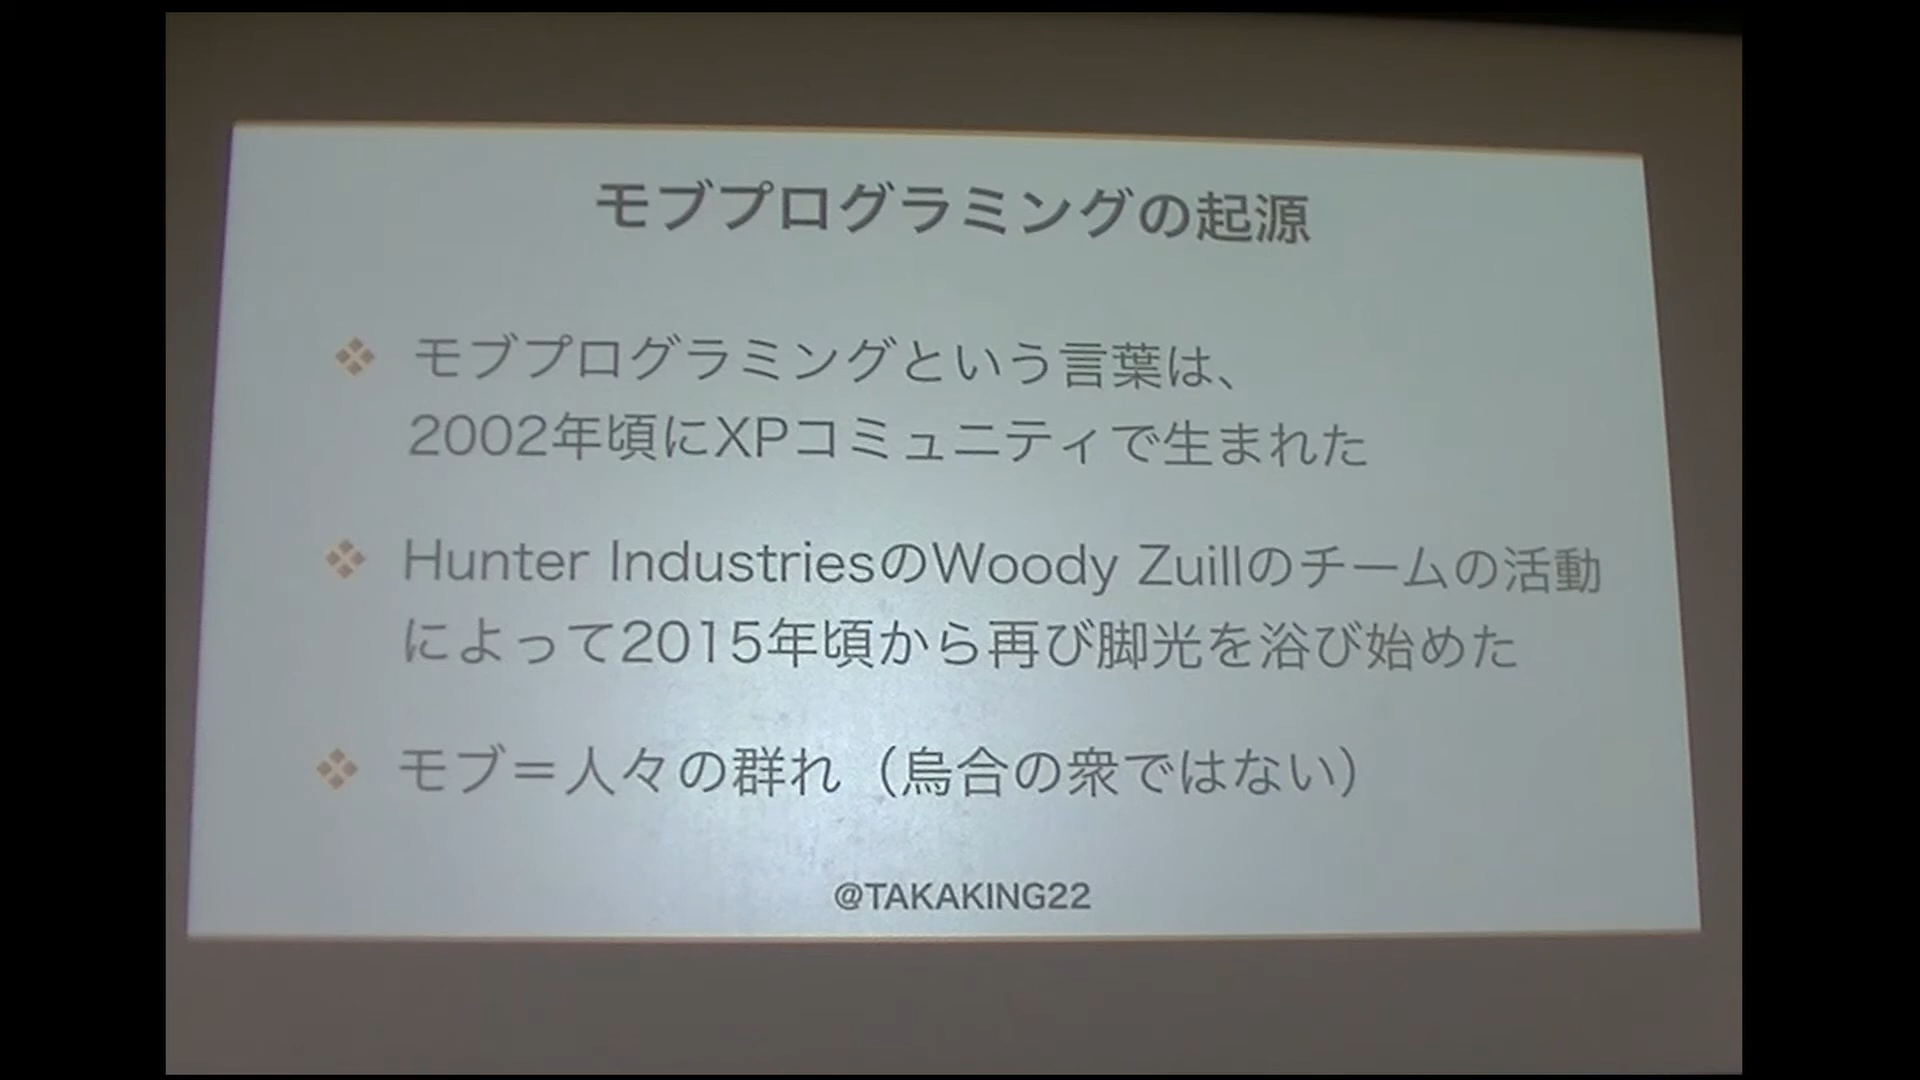 モブプログラミングの起源
モブプログラミングという言葉は、
2002年頃にXPコミュニティで生まれた
Hunter IndustriesのWoody Zuillのチームの活動
によって2015年頃から再び脚光を浴び始めた
モブ＝人々の群れ（烏合の衆ではない）
@TAKAKING22